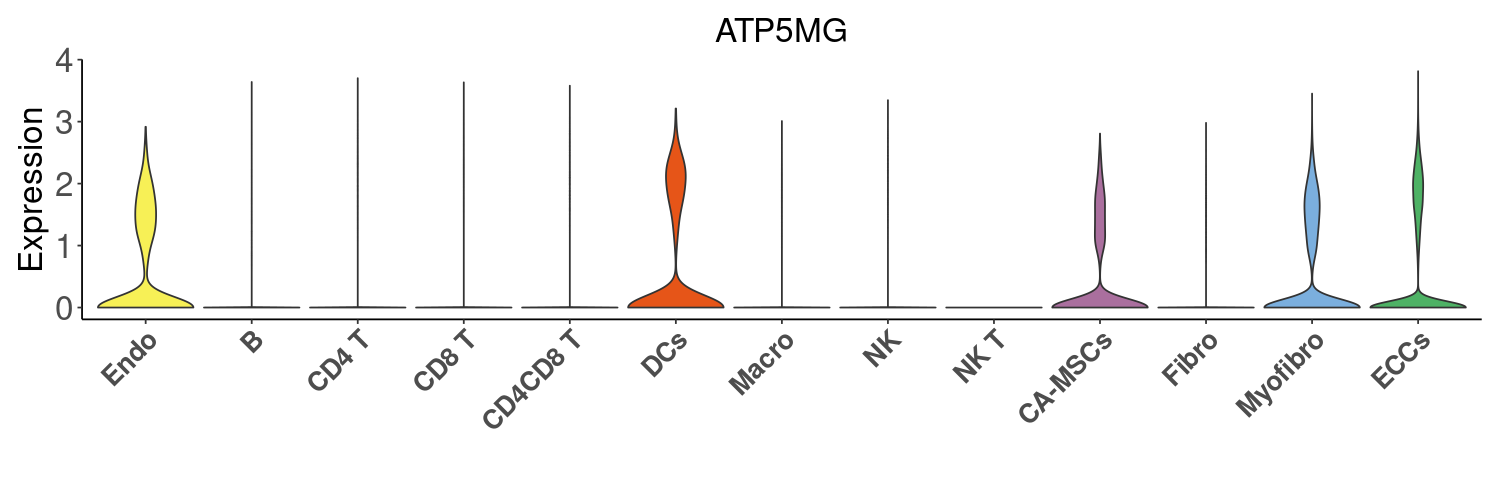 ATP5MG
Expression
4
3
2
1
0
Endo
B
CD4 T
CD8 T
CD4CD8 T
DCs
Macro
NK
NK T
CA-MSCs
Fibro
Myofibro
ECCs